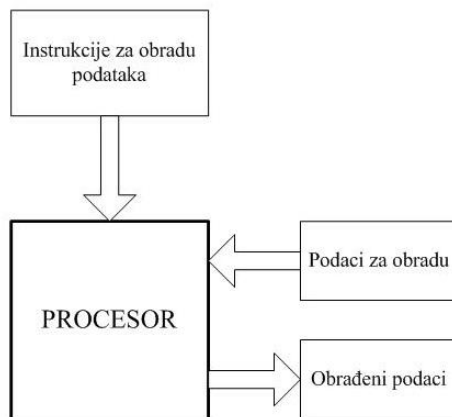 Instrukcije za obradu
podataka
Podaci za obradu
PROCESOR
Obrađeni podaci